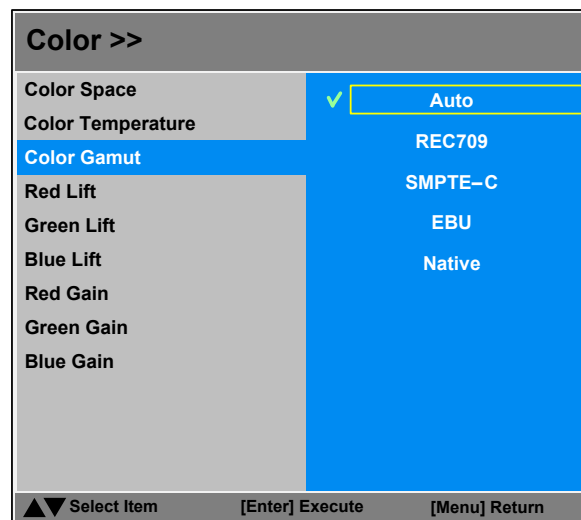 Color >>
Color Space
Color Temperature
Color Gamut
Red Lift
Green Lift
Blue Lift
Red Gain
Green Gain
Blue Gain
Auto
REC709
SMPTE–C
EBU
Native
Select Item [Enter] Execute [Menu] Return